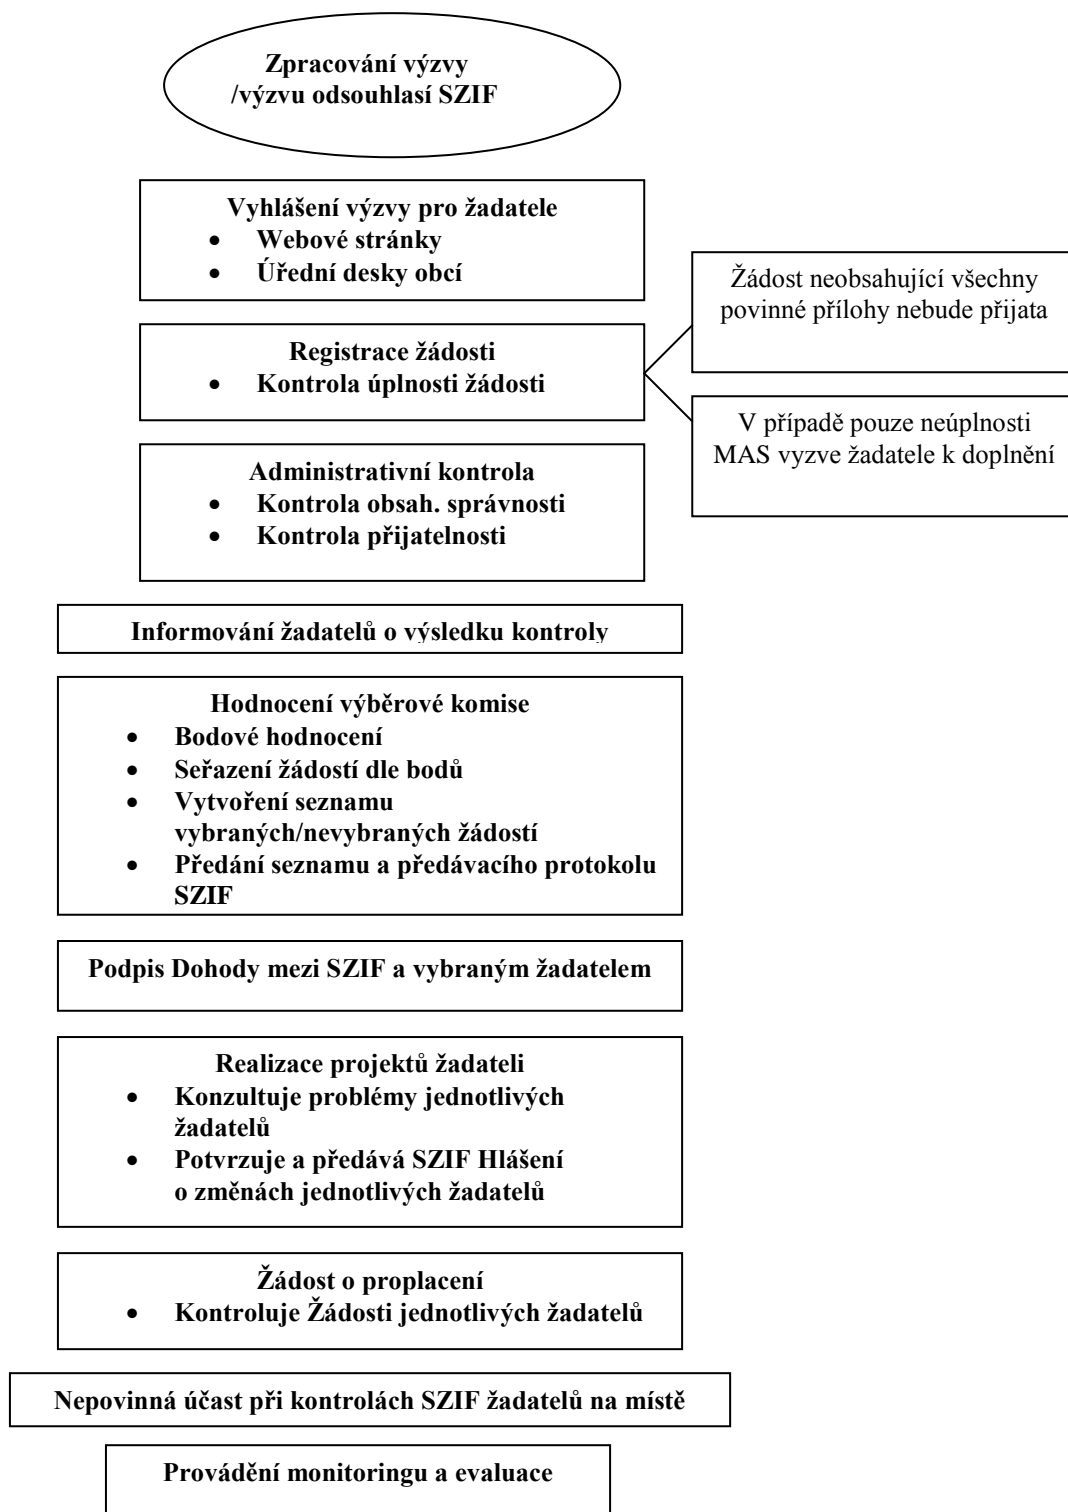 Zpracování výzvy
/výzvu odsouhlasí SZIF
Vyhlášení výzvy pro žadatele
• Webové stránky
• Úřední desky obcí
Žádost neobsahující všechny
povinné přílohy nebude přijata
Registrace žádosti
• Kontrola úplnosti žádosti
V případě pouze neúplnosti
MAS vyzve žadatele k doplnění
Administrativní kontrola
• Kontrola obsah. správnosti
• Kontrola přijatelnosti
Informování žadatelů o výsledku kontroly
Hodnocení výběrové komise
• Bodové hodnocení
• Seřazení žádostí dle bodů
• Vytvoření seznamu
vybraných/nevybraných žádostí
• Předání seznamu a předávacího protokolu
SZIF
Podpis Dohody mezi SZIF a vybraným žadatelem
Realizace projektů žadateli
• Konzultuje problémy jednotlivých
žadatelů
• Potvrzuje a předává SZIF Hlášení
o změnách jednotlivých žadatelů
Žádost o proplacení
• Kontroluje Žádosti jednotlivých žadatelů
Nepovinná účast při kontrolách SZIF žadatelů na místě
Provádění monitoringu a evaluace